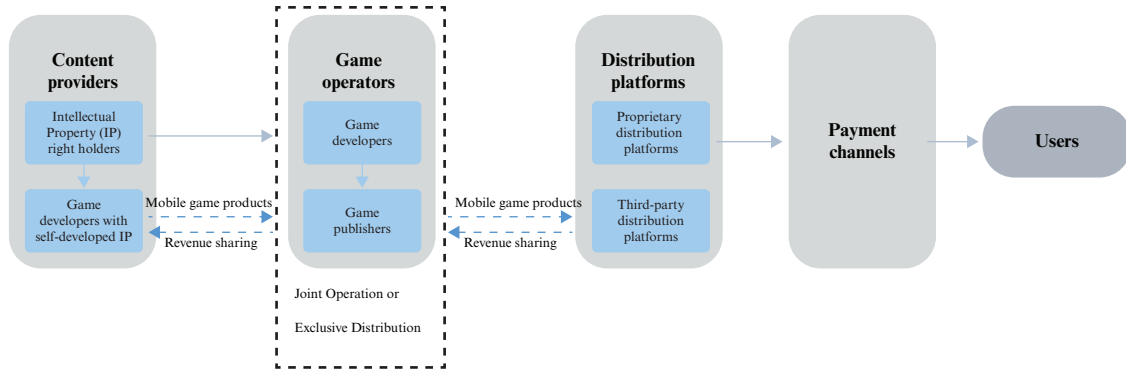 Content
providers
Intellectual
Property (IP)
right holders
Game
developers with
self-developed IP
Mobile game products
Revenue sharing
Game
operators
Game
developers
Game
publishers
Joint Operation or
Exclusive Distribution
Mobile game products
Revenue sharing
Distribution
platforms
Proprietary
distribution
platforms
Third-party
distribution
platforms
Payment
channels
Users